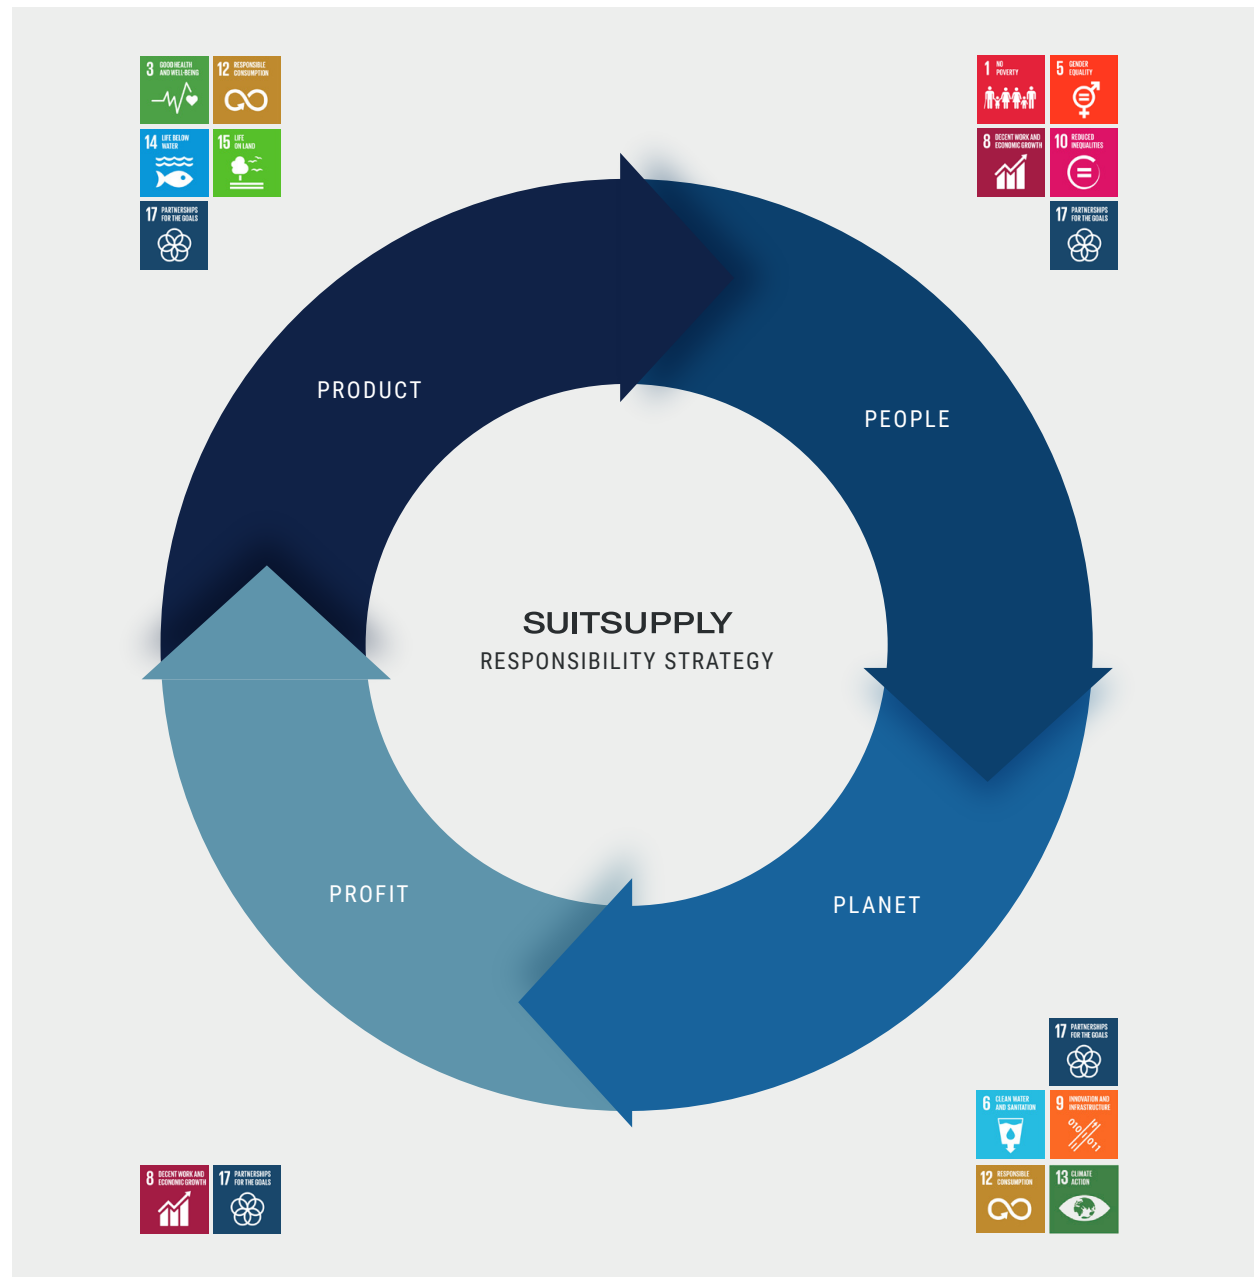 3 GOOD HEALTH
AND WELL-BEING
12 RESPONSIBLE
CONSUMPTION
14 LIFE BELOW
WATER
15 LIFE
ON LAND
17 PARTNERSHIPS
FOR THE GOALS
1 NO
POVERTY
5 GENDER
EQUALITY
8 DECENT WORK AND
ECONOMIC GROWTH
10 REDUCED
INEQUALITIES
17 PARTNERSHIPS
FOR THE GOALS
PRODUCT
PEOPLE
SUITSUPPLY
RESPONSIBILITY STRATEGY
PROFIT
PLANET
8 DECENT WORK AND
ECONOMIC GROWTH
17 PARTNERSHIPS
FOR THE GOALS
17 PARTNERSHIPS
FOR THE GOALS
6 CLEAN WATER
AND SANITATION
9 INNOVATION AND
INFRASTRUCTURE
010
011
12 RESPONSIBLE
CONSUMPTION
13 CLIMATE
ACTION